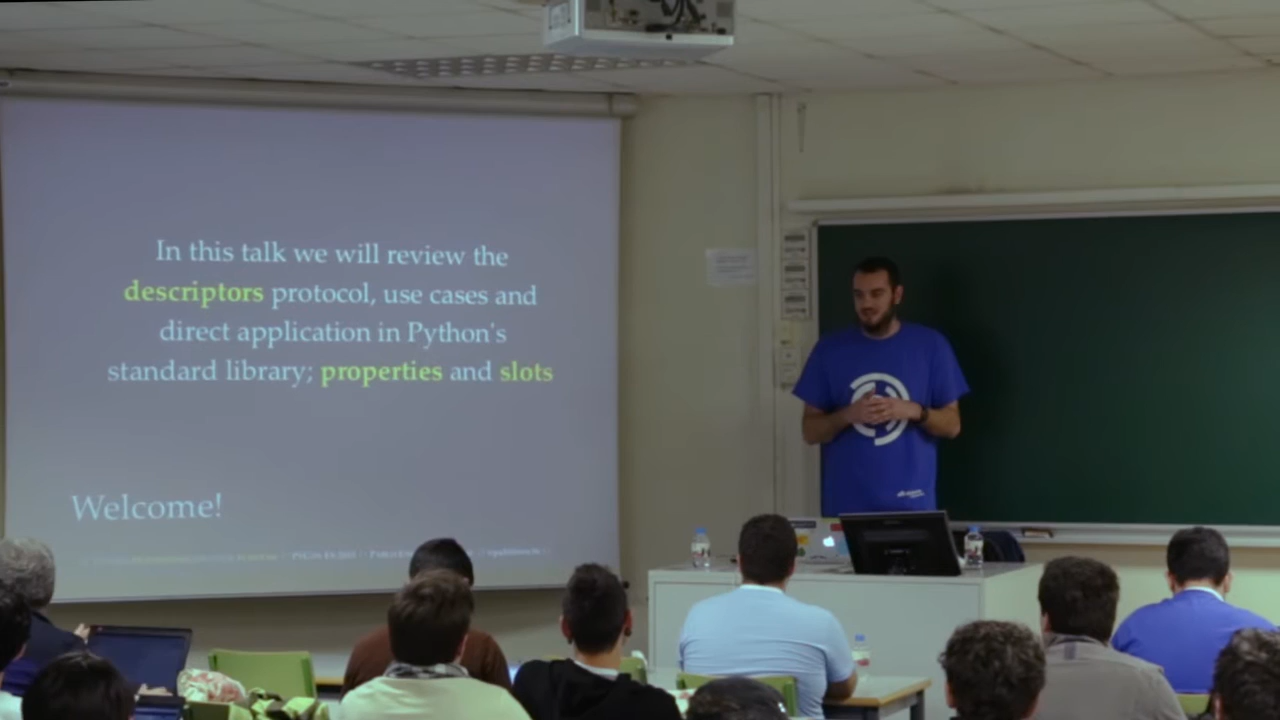 In this talk we will review the
descriptors protocol, use cases and
direct application in Python's
standard library; properties and slots
Welcome!